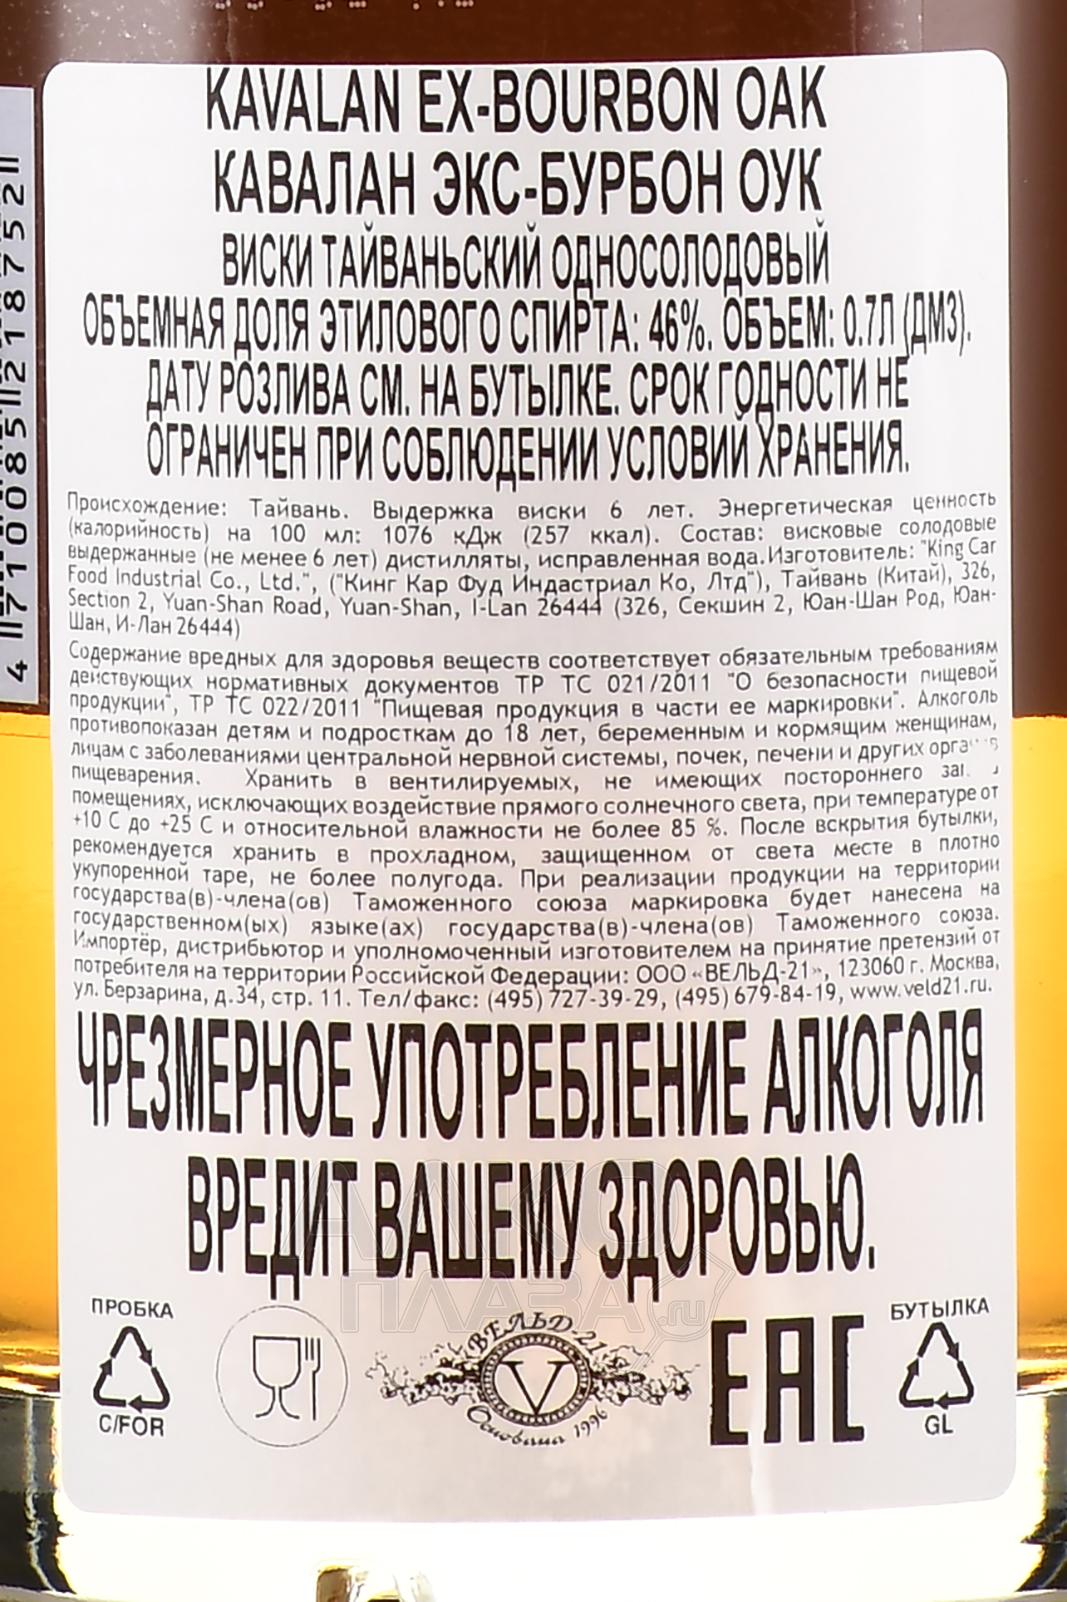 KAVALAN EX-BOURBON OAK
КАВАЛАН ЭКС-БУРБОН ОУК
ВИСКИ ТАЙВАНЬСКИЙ ОДНОСОЛОДОВЫЙ
ОБЪЕМНАЯ ДОЛЯ ЭТИЛОВОГО СПИРТА: 46%. ОБЪЕМ: 0.7Л (ДМ3).
ДАТУ РОЗЛИВА СМ. НА БУТЫЛКЕ. СРОК ГОДНОСТИ НЕ
ОГРАНИЧЕН ПРИ СОБЛЮДЕНИИ УСЛОВИЙ ХРАНЕНИЯ.
Происхождение: Тайвань. Выдержка виски 6 лет. Энергетическая ценность
(калорийность) на 100 мл: 1076 кДж (257 ккал). Состав: висковые солодовые
выдержанные (не менее 6 лет) дистилляты, исправленная вода.Изготовитель: "King Car
Food Industrial Co., Ltd.", ("Кинг Кар Фуд Индастриал Ко, Лтд"), Тайвань (Китай), 326,
Section 2, Yuan-Shan Road, Yuan-Shan, I-Lan 26444 (326, Секшин 2, Юан-Шан Род, Юан-
Шан, И-Лан 26444)
Содержание вредных для здоровья веществ соответствует обязательным требованиям
действующих нормативных документов ТР ТС 021/2011 "О безопасности пищевой
продукции", ТР ТС 022/2011 "Пищевая продукция в части ее маркировки". Алкоголь
противопоказан детям и подросткам до 18 лет, беременным и кормящим женщинам,
лицам с заболеваниями центральной нервной системы, почек, печени и других
пищеварения. Хранить в вентилируемых, не имеющих постороннего
помещениях, исключающих воздействие прямого солнечного света, при температуре от
+10 С до +25 С и относительной влажности не более 85 %. После вскрытия бутылки,
рекомендуется хранить в прохладном, защищенном от света месте в плотно
укупоренной таре, не более полугода. При реализации продукции на территории
государства(в)-члена(ов) Таможенного союза маркировка будет нанесена на
государственном(ых) языке(ах) государства(в)-члена(ов) Таможенного союза.
Импортёр, дистрибьютор и уполномоченный изготовителем на принятие претензий от
потребителя на территории Российской Федерации: ООО «ВЕЛЬД-21», 123060 г. Москва,
ул. Берзарина, д.34, стр. 11. Тел/факс: (495) 727-39-29, (495) 679-84-19, www.veld21.ru.
ЧРЕЗМЕРНОЕ УПОТРЕБЛЕНИЕ АЛКОГОЛЯ
ВРЕДИТ ВАШЕМУ ЗДОРОВЬЮ.
АЛКО
ПЛАЗА.ru
ПРОБКА
C/FOR
ВЕЛЬД-21
V
Основана 1996
EAC
БУТЫЛКА
GL
4 710085 218752